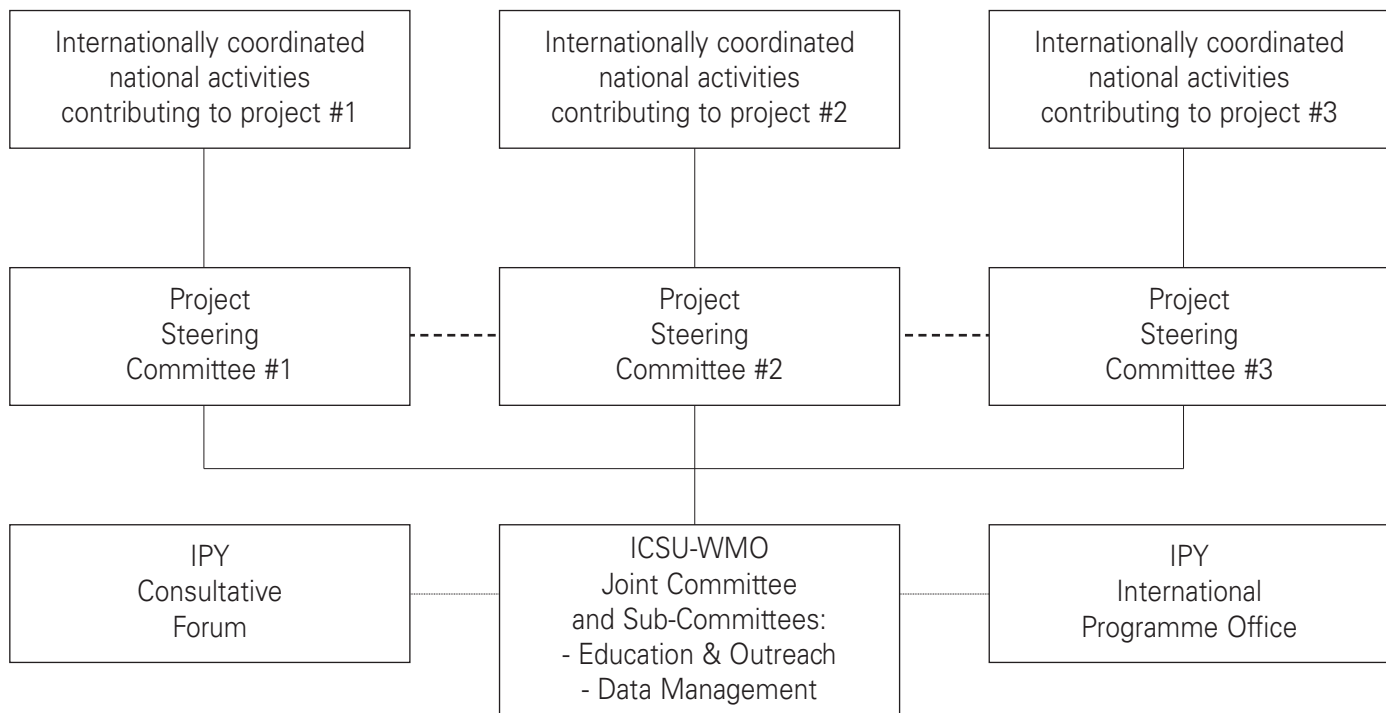 Internationally coordinated
national activities
contributing to project #1
Internationally coordinated
national activities
contributing to project #2
Internationally coordinated
national activities
contributing to project #3
Project
Steering
Committee #1
Project
Steering
Committee #2
Project
Steering
Committee #3
IPY
Consultative
Forum
ICSU-WMO
Joint Committee
and Sub-Committees:
- Education & Outreach
- Data Management
IPY
International
Programme Office